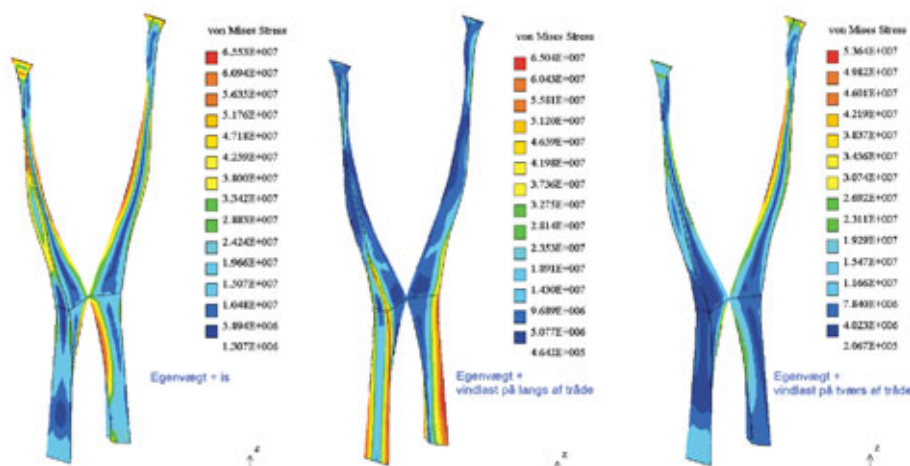 von Mises Stress
6.553E+007
6.094E+007
5.635E+007
5.176E+007
4.718E+007
4.259E+007
3.800E+007
3.342E+007
2.883E+007
2.424E+007
1.966E+007
1.507E+007
1.048E+007
5.894E+006
1.307E+006
Egenvægt + is
z
von Mises Stress
6.504E+007
6.043E+007
5.581E+007
5.120E+007
4.659E+007
4.198E+007
3.736E+007
3.275E+007
2.814E+007
2.353E+007
1.891E+007
1.430E+007
9.689E+006
5.077E+006
4.642E+005
Egenvægt +
vindlast på langs af tråde
z
von Mises Stress
5.364E+007
4.982E+007
4.601E+007
4.219E+007
3.837E+007
3.456E+007
3.074E+007
2.692E+007
2.311E+007
1.929E+007
1.547E+007
1.166E+007
7.840E+006
4.023E+006
2.067E+005
Egenvægt +
vindlast på tværs af tråde
z